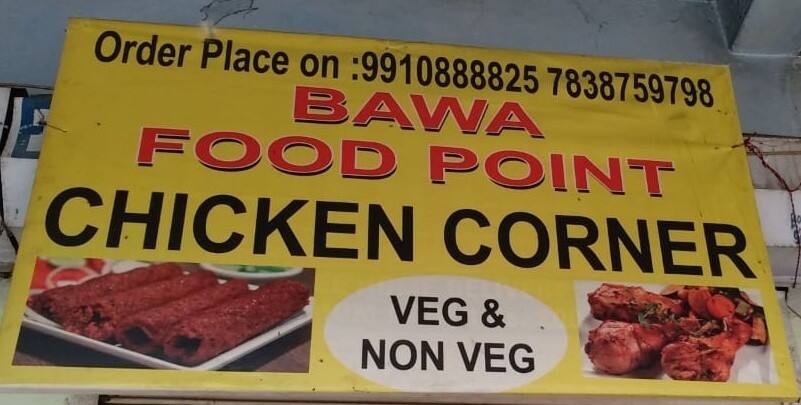 Order Place on :9910888825 7838759798
BAWA
FOOD POINT
CHICKEN CORNER
VEG &
NON VEG